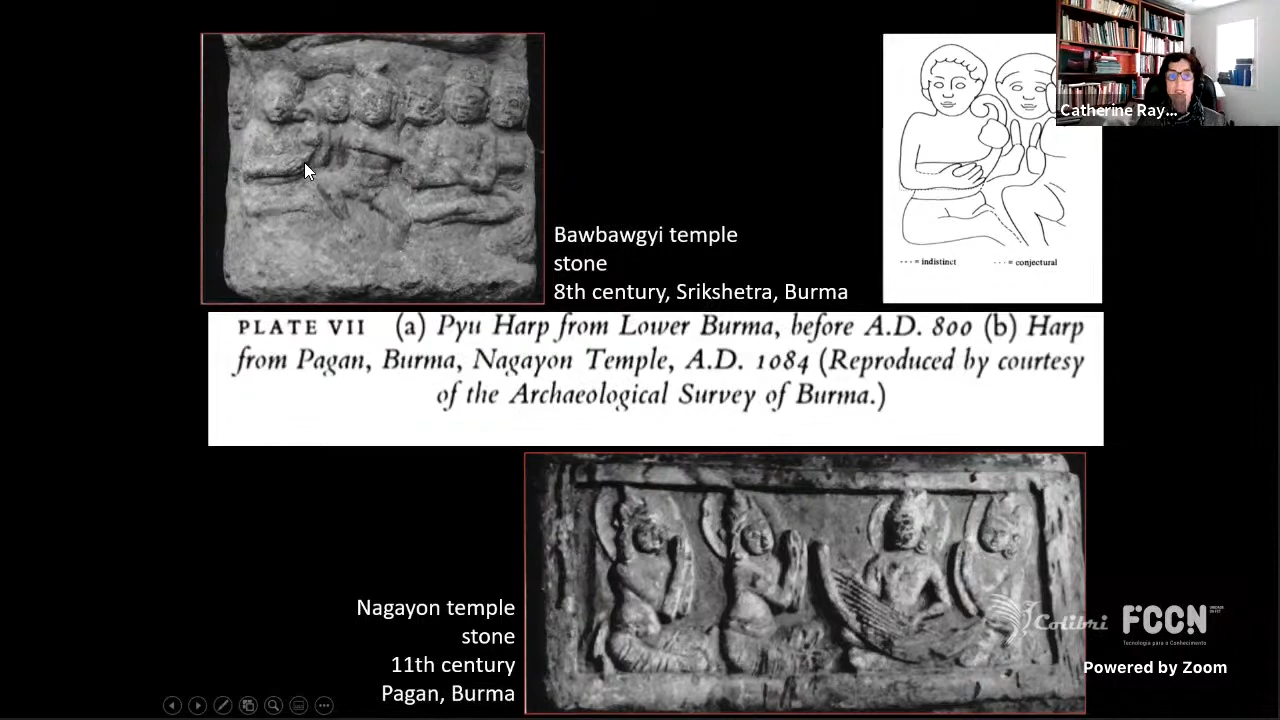 Catherine Ray...
--- = indistinct
··· = conjectural
Bawbawgyi temple
stone
8th century, Srikshetra, Burma
PLATE VII (a) Pyu Harp from Lower Burma, before A.D. 800 (b) Harp
from Pagan, Burma, Nagayon Temple, A.D. 1084 (Reproduced by courtesy
of the Archaeological Survey of Burma.)
Nagayon temple
stone
11th century
Pagan, Burma
Colibri
FCCN
Tecnologia para o Conhecimento
Powered by Zoom